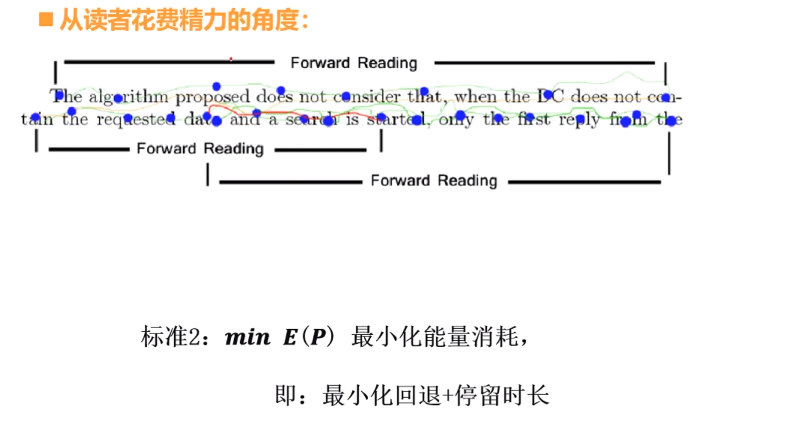 ■ 从读者花费精力的角度：
Forward Reading
The algorithm proposed does not consider that, when the DC does not con-
tain the requested data and a search is started, only the first reply from the
Forward Reading
Forward Reading
标准2：min E(P) 最小化能量消耗，
即：最小化回退+停留时长